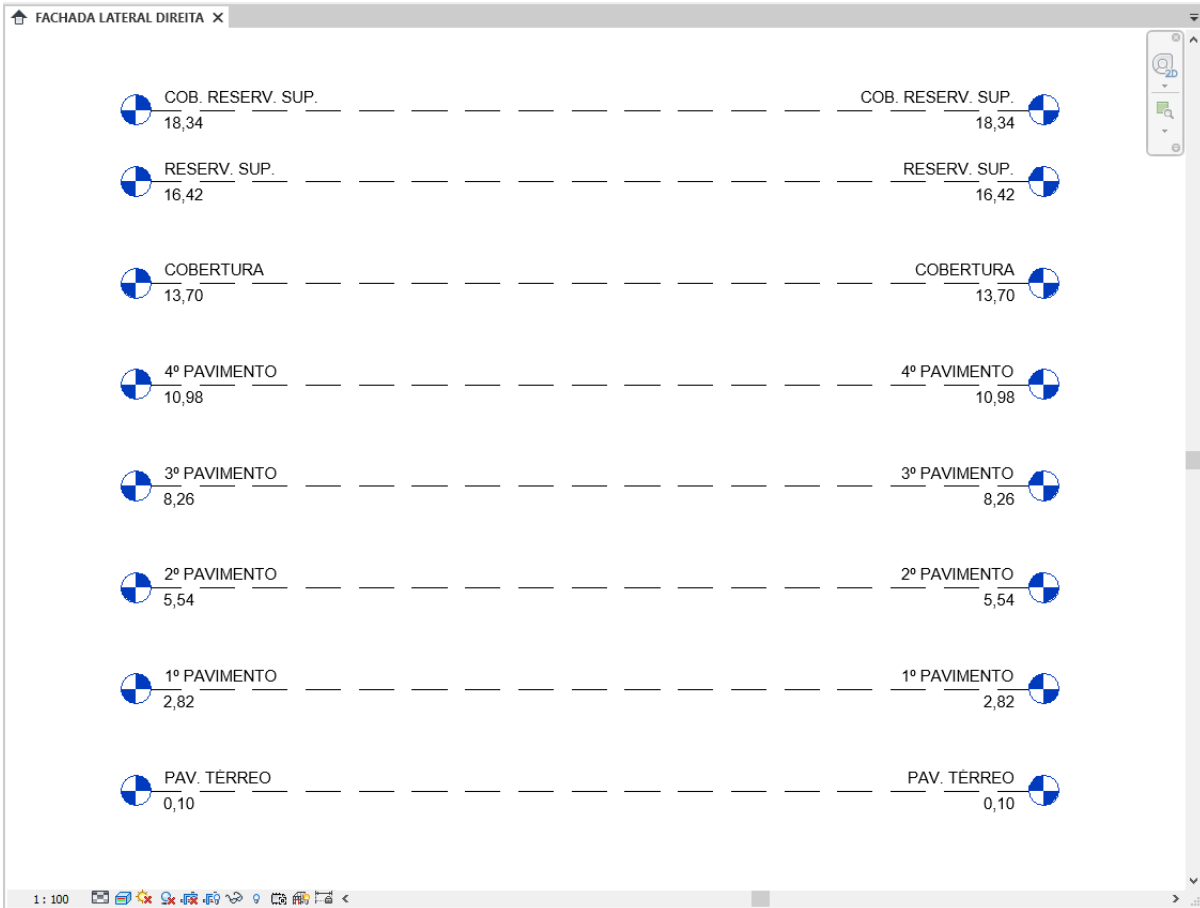 FACHADA LATERAL DIREITA
2D
COB. RESERV. SUP. COB. RESERV. SUP.
18,34 18,34
RESERV. SUP. RESERV. SUP.
16,42 16,42
COBERTURA COBERTURA
13,70 13,70
4º PAVIMENTO 4º PAVIMENTO
10,98 10,98
3º PAVIMENTO 3º PAVIMENTO
8,26 8,26
2º PAVIMENTO 2º PAVIMENTO
5,54 5,54
1º PAVIMENTO 1º PAVIMENTO
2,82 2,82
PAV. TÉRREO PAV. TÉRREO
0,10 0,10
1 : 100